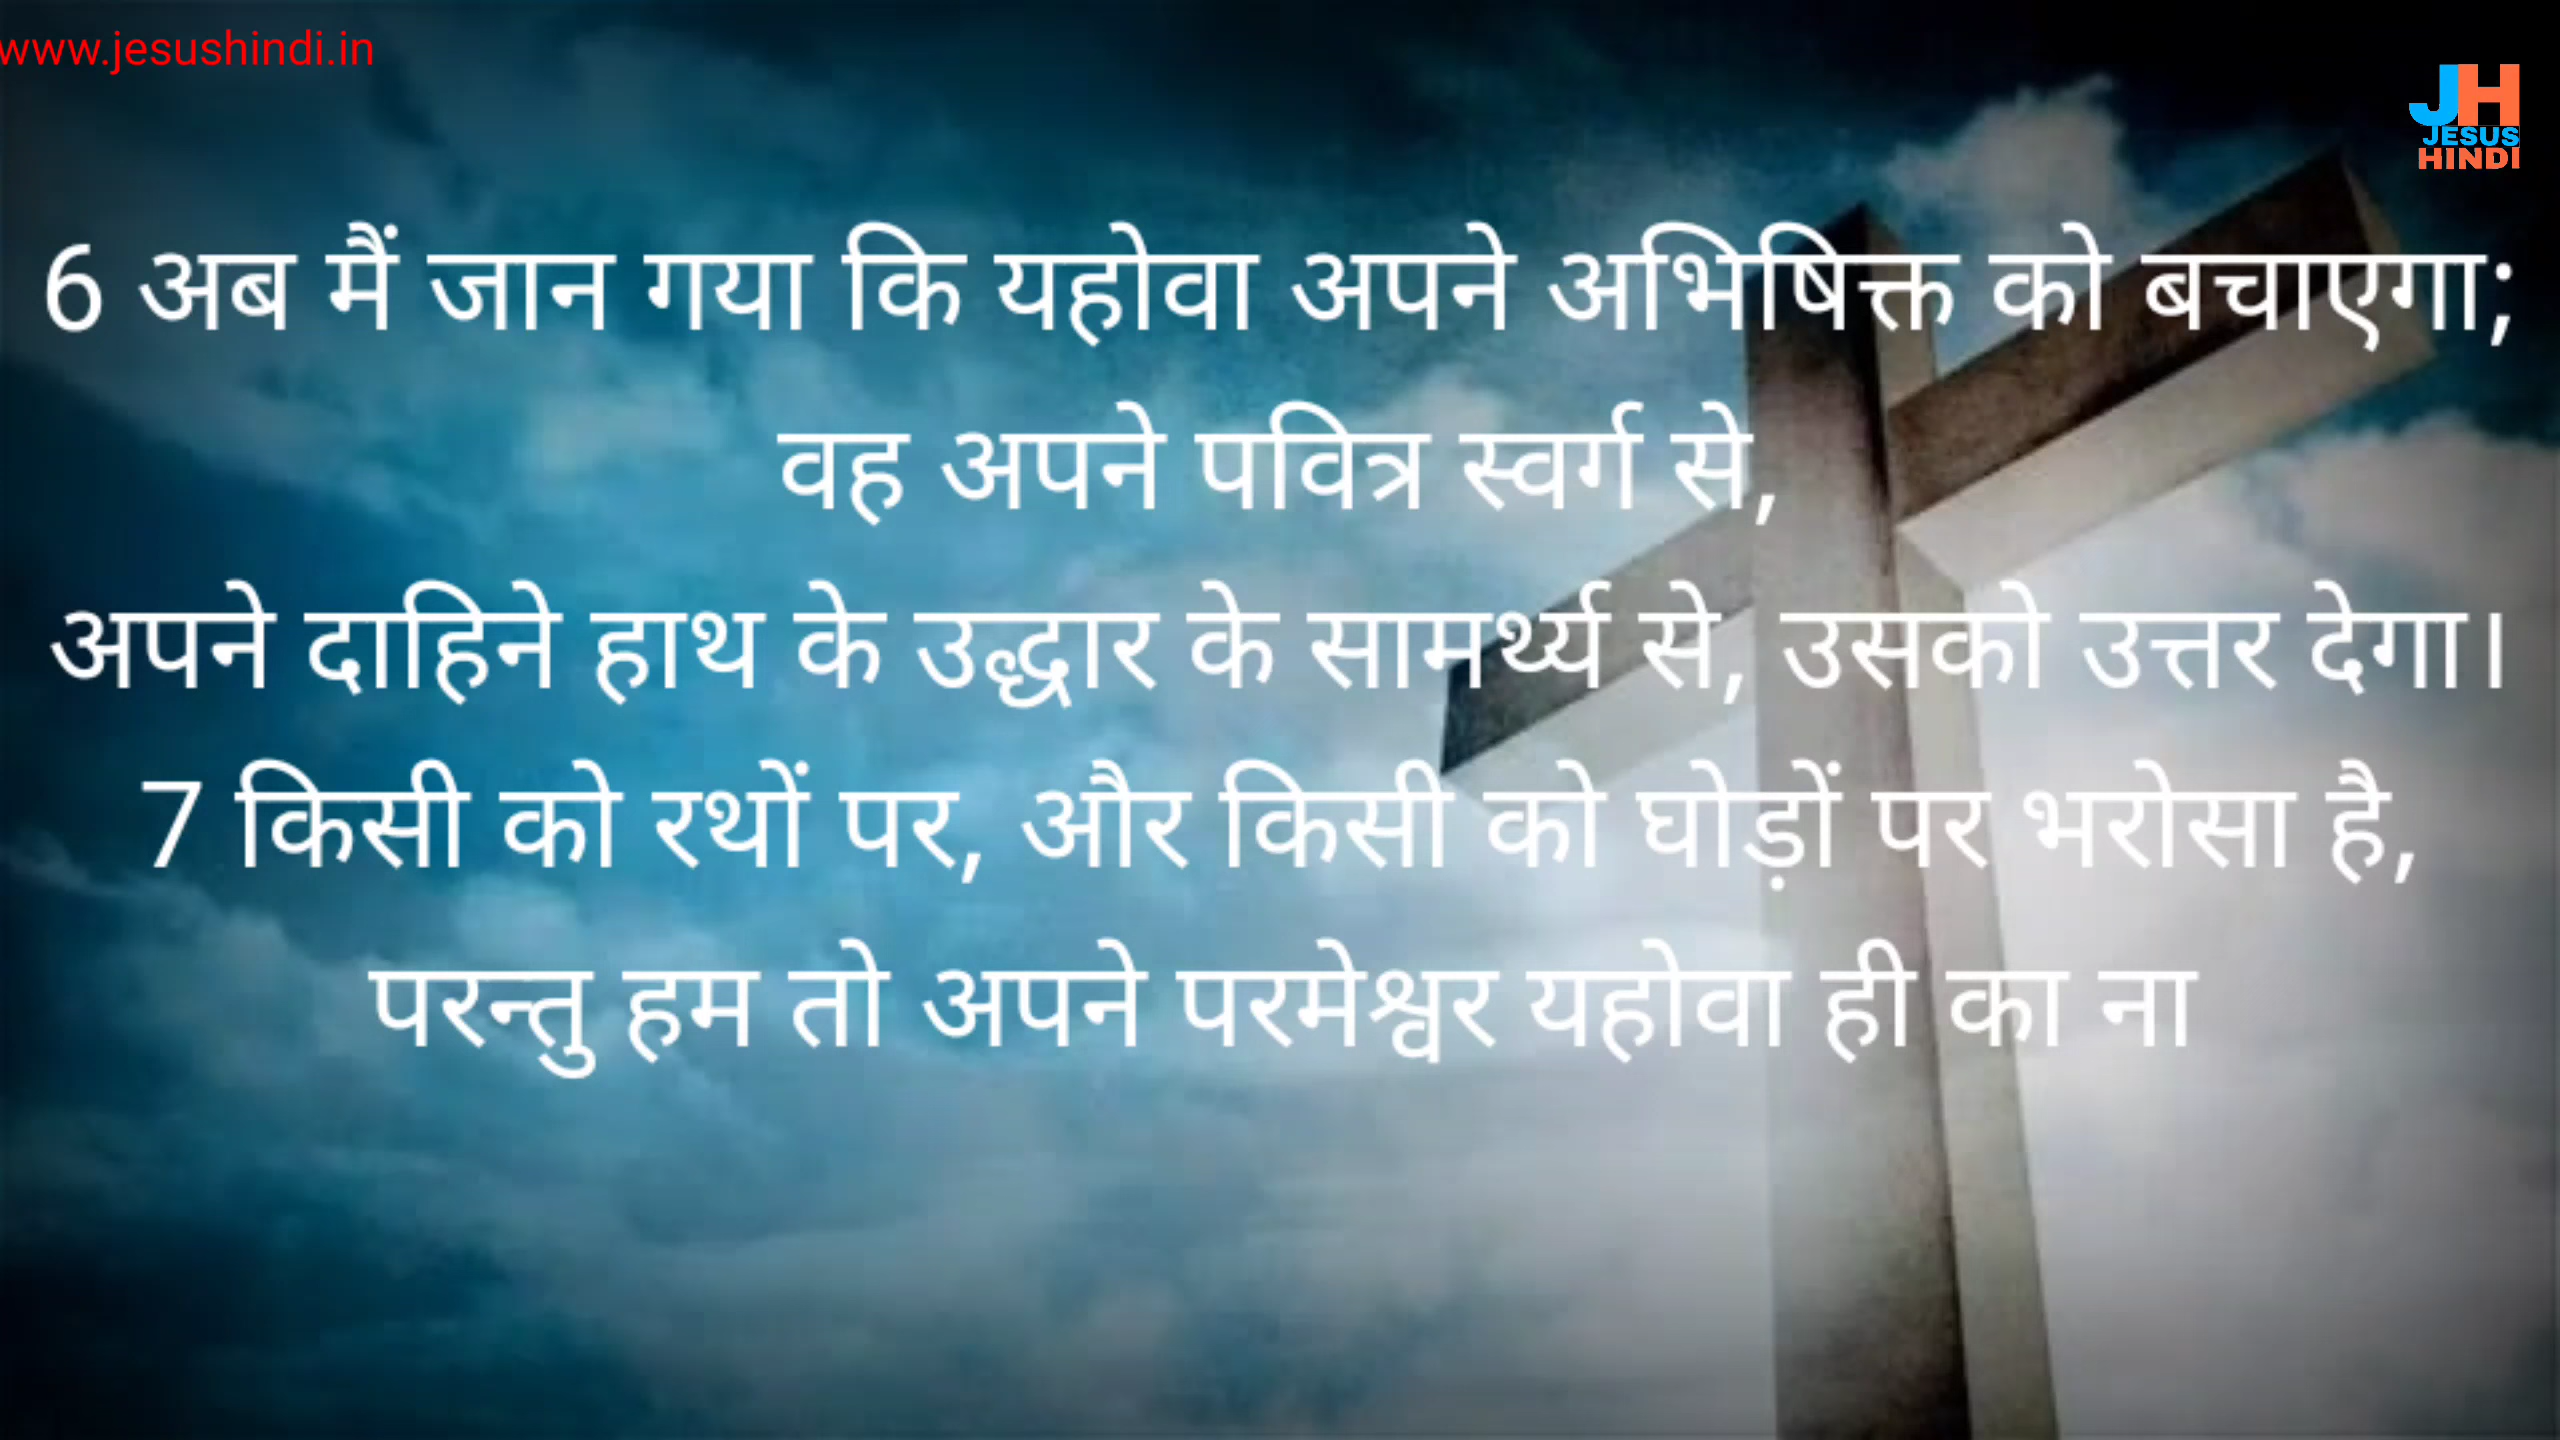 www.jesushindi.in
JH
JESUS
HINDI
6 अब मैं जान गया कि यहोवा अपने अभिषिक्त को बचाएगा;
वह अपने पवित्र स्वर्ग से,
अपने दाहिने हाथ के उद्धार के सामर्थ्य से, उसको उत्तर देगा।
7 किसी को रथों पर, और किसी को घोड़ों पर भरोसा है,
परन्तु हम तो अपने परमेश्वर यहोवा ही का ना